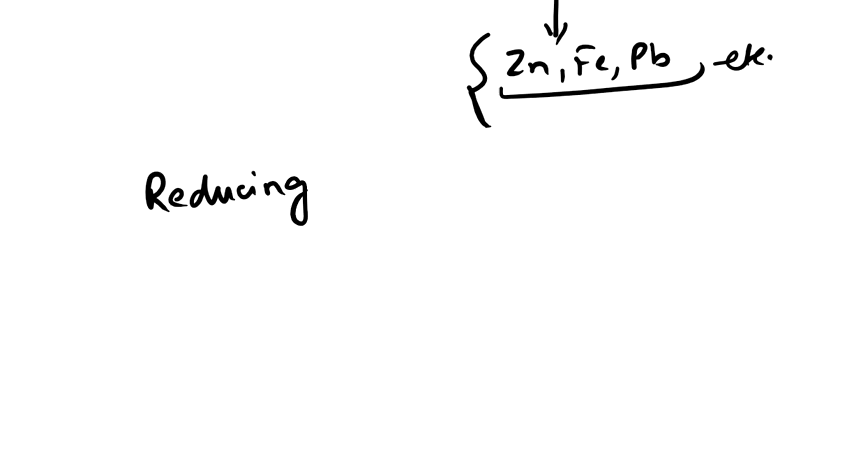 { Zn, Fe, Pb etc.
Reducing